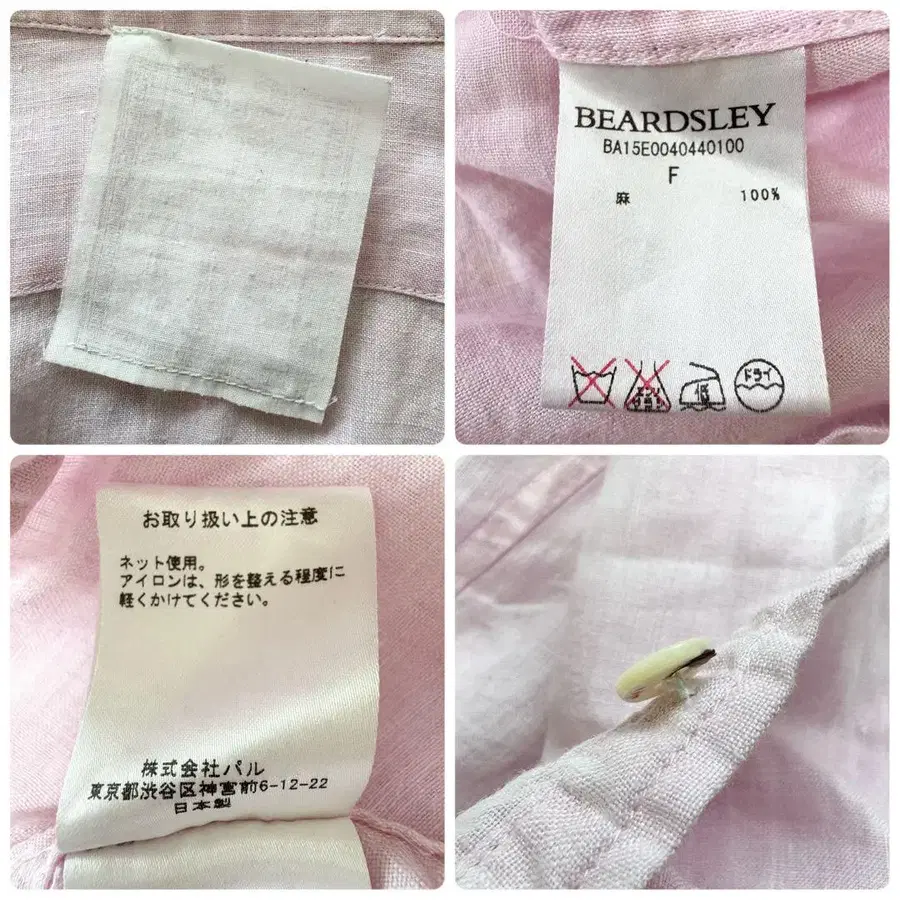 BEARDSLEY
BA15E0040440100
F
麻 100%
低
ドライ
お取り扱い上の注意
ネット使用。
アイロンは、形を整える程度に
軽くかけてください。
株式会社パル
東京都渋谷区神宮前6-12-22
日本製